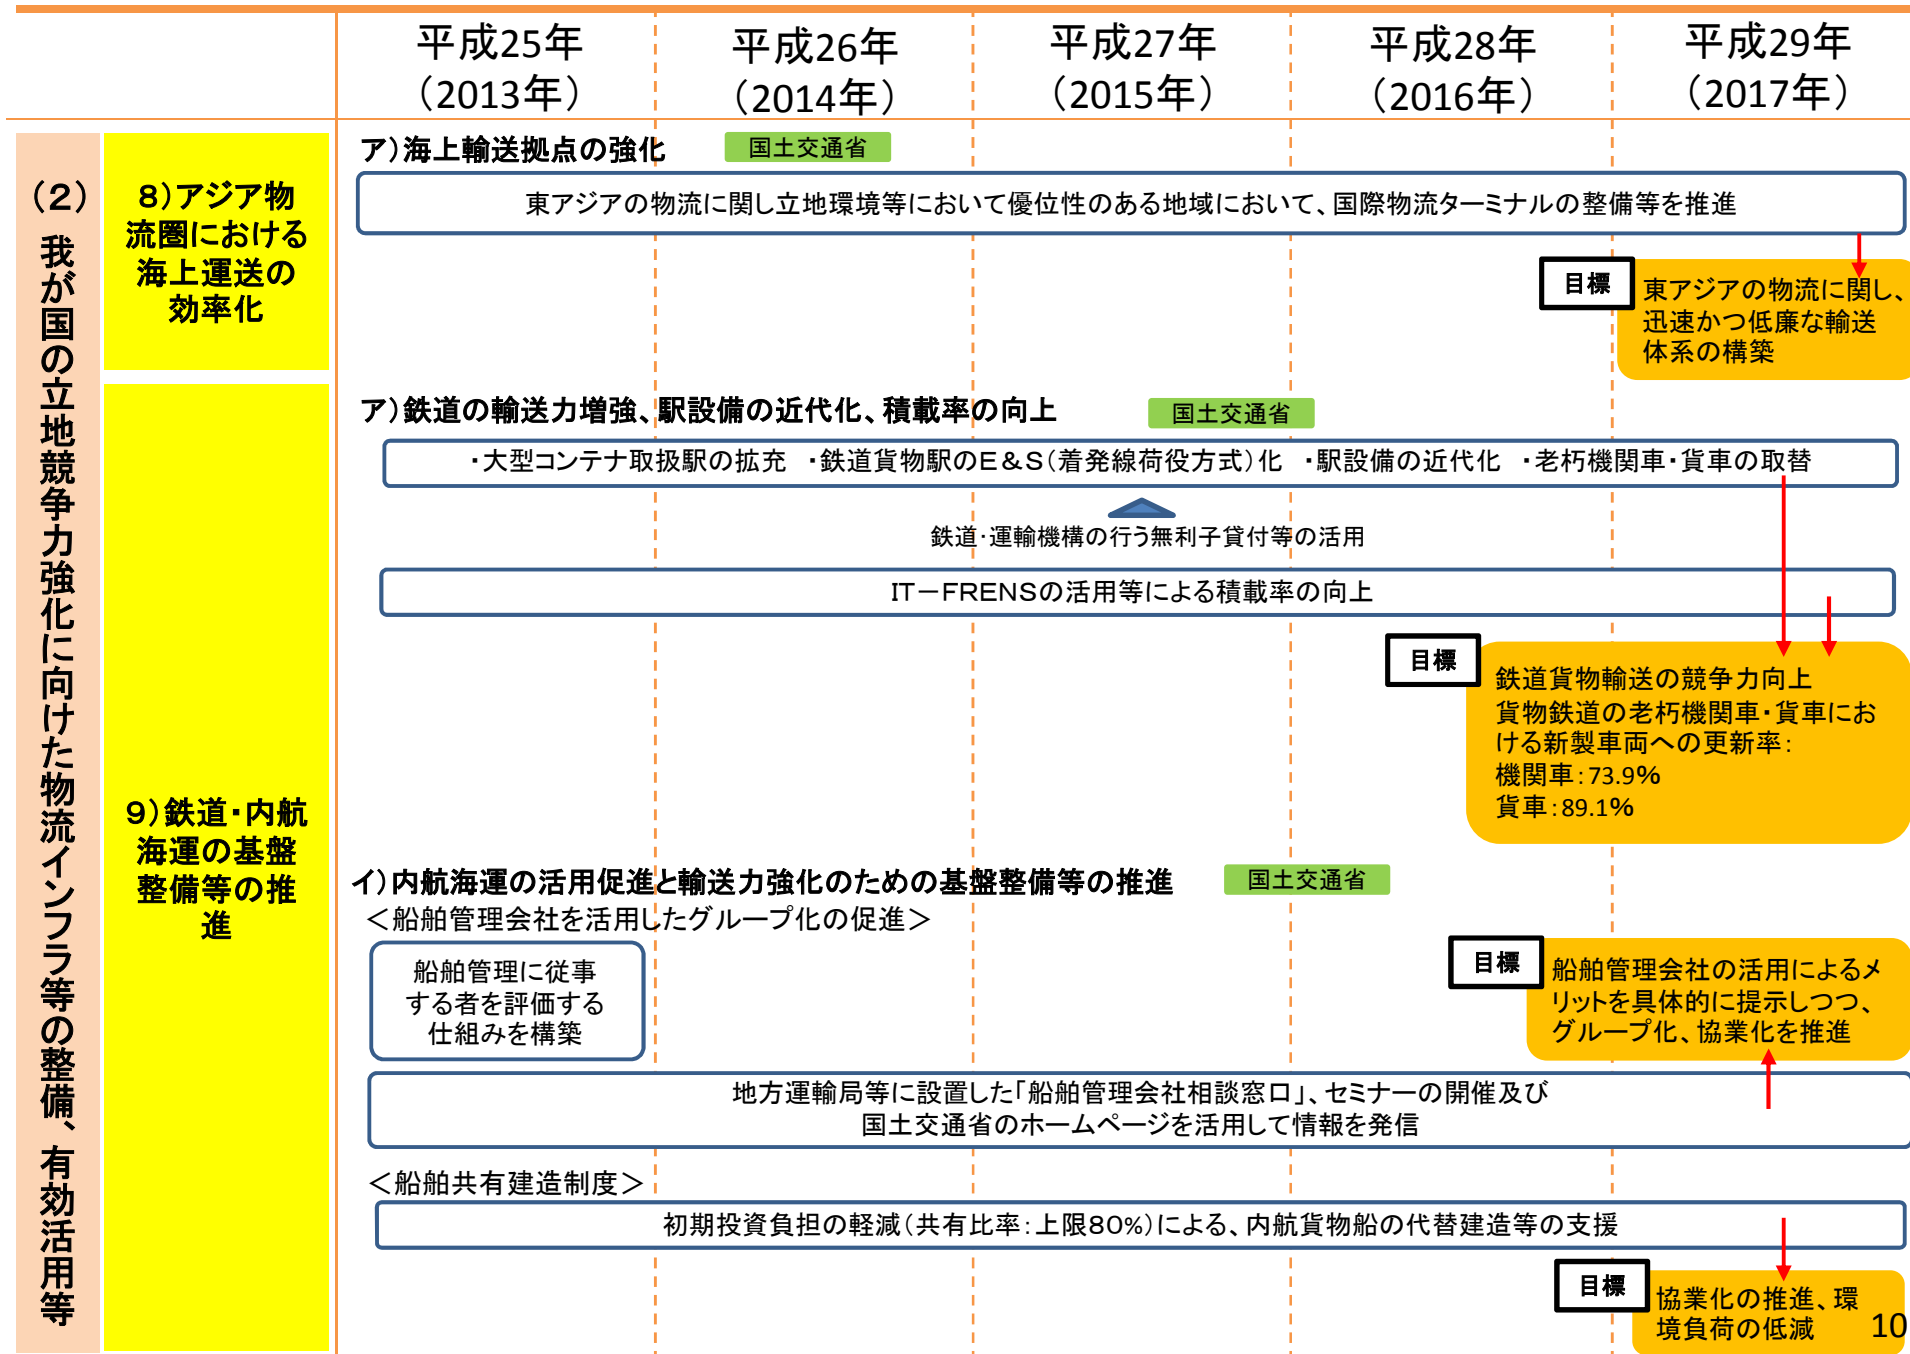 平成25年
（2013年）
平成26年
（2014年）
平成27年
（2015年）
平成28年
（2016年）
平成29年
（2017年）
（２）我が国の立地競争力強化に向けた物流インフラ等の整備、有効活用等
８）アジア物
流圏における
海上運送の
効率化
ア）海上輸送拠点の強化
国土交通省
東アジアの物流に関し立地環境等において優位性のある地域において、国際物流ターミナルの整備等を推進
目標
東アジアの物流に関し、
迅速かつ低廉な輸送
体系の構築
９）鉄道・内航
海運の基盤
整備等の推
進
ア）鉄道の輸送力増強、駅設備の近代化、積載率の向上
国土交通省
・大型コンテナ取扱駅の拡充　・鉄道貨物駅のＥ＆Ｓ（着発線荷役方式）化　・駅設備の近代化　・老朽機関車・貨車の取替
鉄道・運輸機構の行う無利子貸付等の活用
ＩＴ－ＦＲＥＮＳの活用等による積載率の向上
目標
鉄道貨物輸送の競争力向上
貨物鉄道の老朽機関車・貨車にお
ける新製車両への更新率：
機関車：73.9%
貨車：89.1%
イ）内航海運の活用促進と輸送力強化のための基盤整備等の推進
国土交通省
＜船舶管理会社を活用したグループ化の促進＞
船舶管理に従事
する者を評価する
仕組みを構築
目標
船舶管理会社の活用によるメ
リットを具体的に提示しつつ、
グループ化、協業化を推進
地方運輸局等に設置した「船舶管理会社相談窓口」、セミナーの開催及び
国土交通省のホームページを活用して情報を発信
＜船舶共有建造制度＞
初期投資負担の軽減（共有比率：上限８０％）による、内航貨物船の代替建造等の支援
目標
協業化の推進、環
境負荷の低減
10